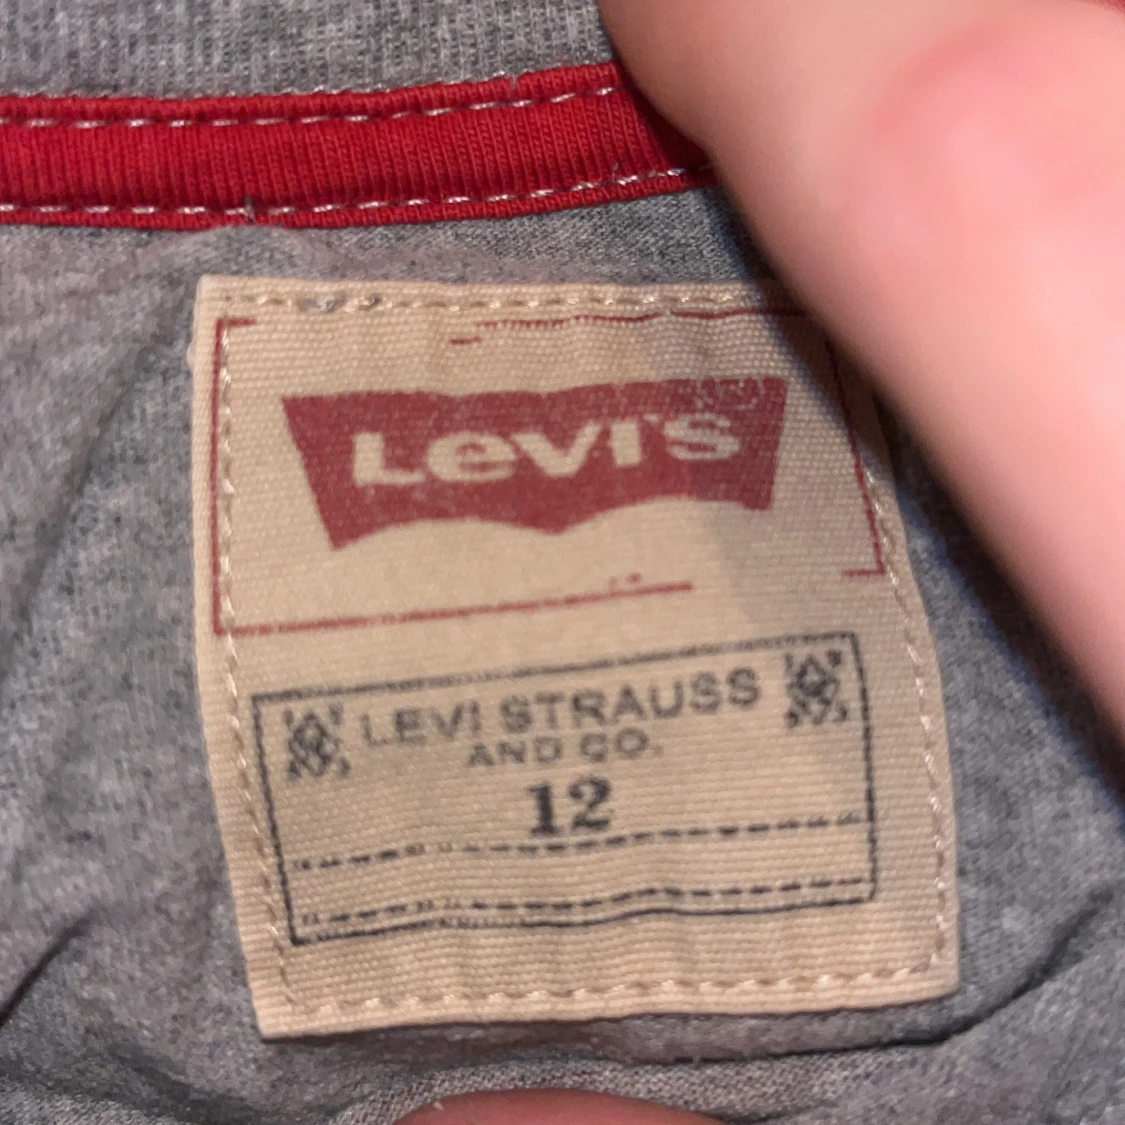 Levi's
LEVI STRAUSS
AND CO.
12